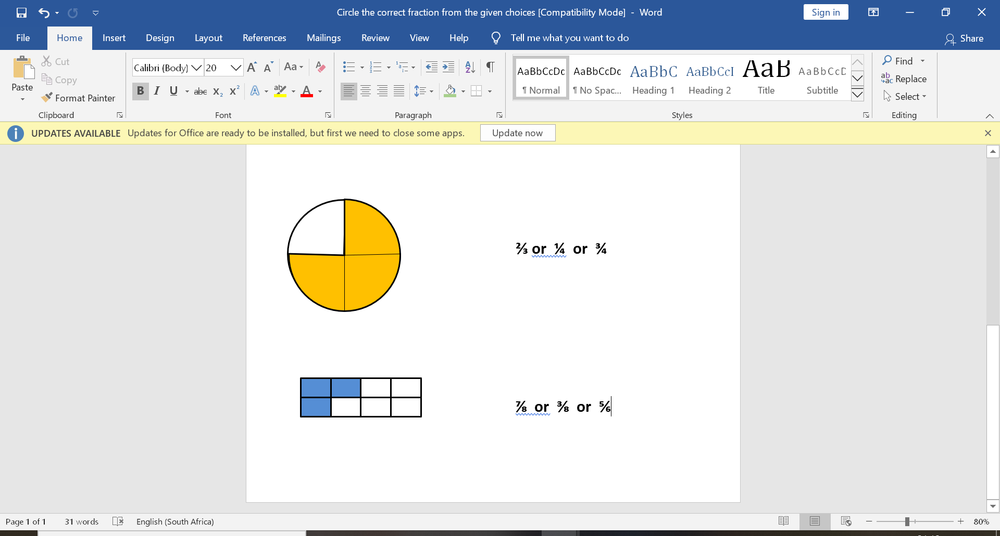 Circle the correct fraction from the given choices [Compatibility Mode] - Word
Sign in
File Home Insert Design Layout References Mailings Review View Help Tell me what you want to do Share
Paste
Cut
Copy
Format Painter
Clipboard
Calibri (Body) 20 A A Aa A
B I U abc X₂ X² A ab A
Font
A Z ¶
Paragraph
AaBbCcDc AaBbCcDc AaBbC AaBbCcI AaB AaBbCcD
¶ Normal ¶ No Spac... Heading 1 Heading 2 Title Subtitle
Styles
Find
Replace
Select
Editing
UPDATES AVAILABLE Updates for Office are ready to be installed, but first we need to close some apps. Update now
⅔ or ¼ or ¾
⅞ or ⅜ or ⅚
Page 1 of 1 31 words English (South Africa) 80%